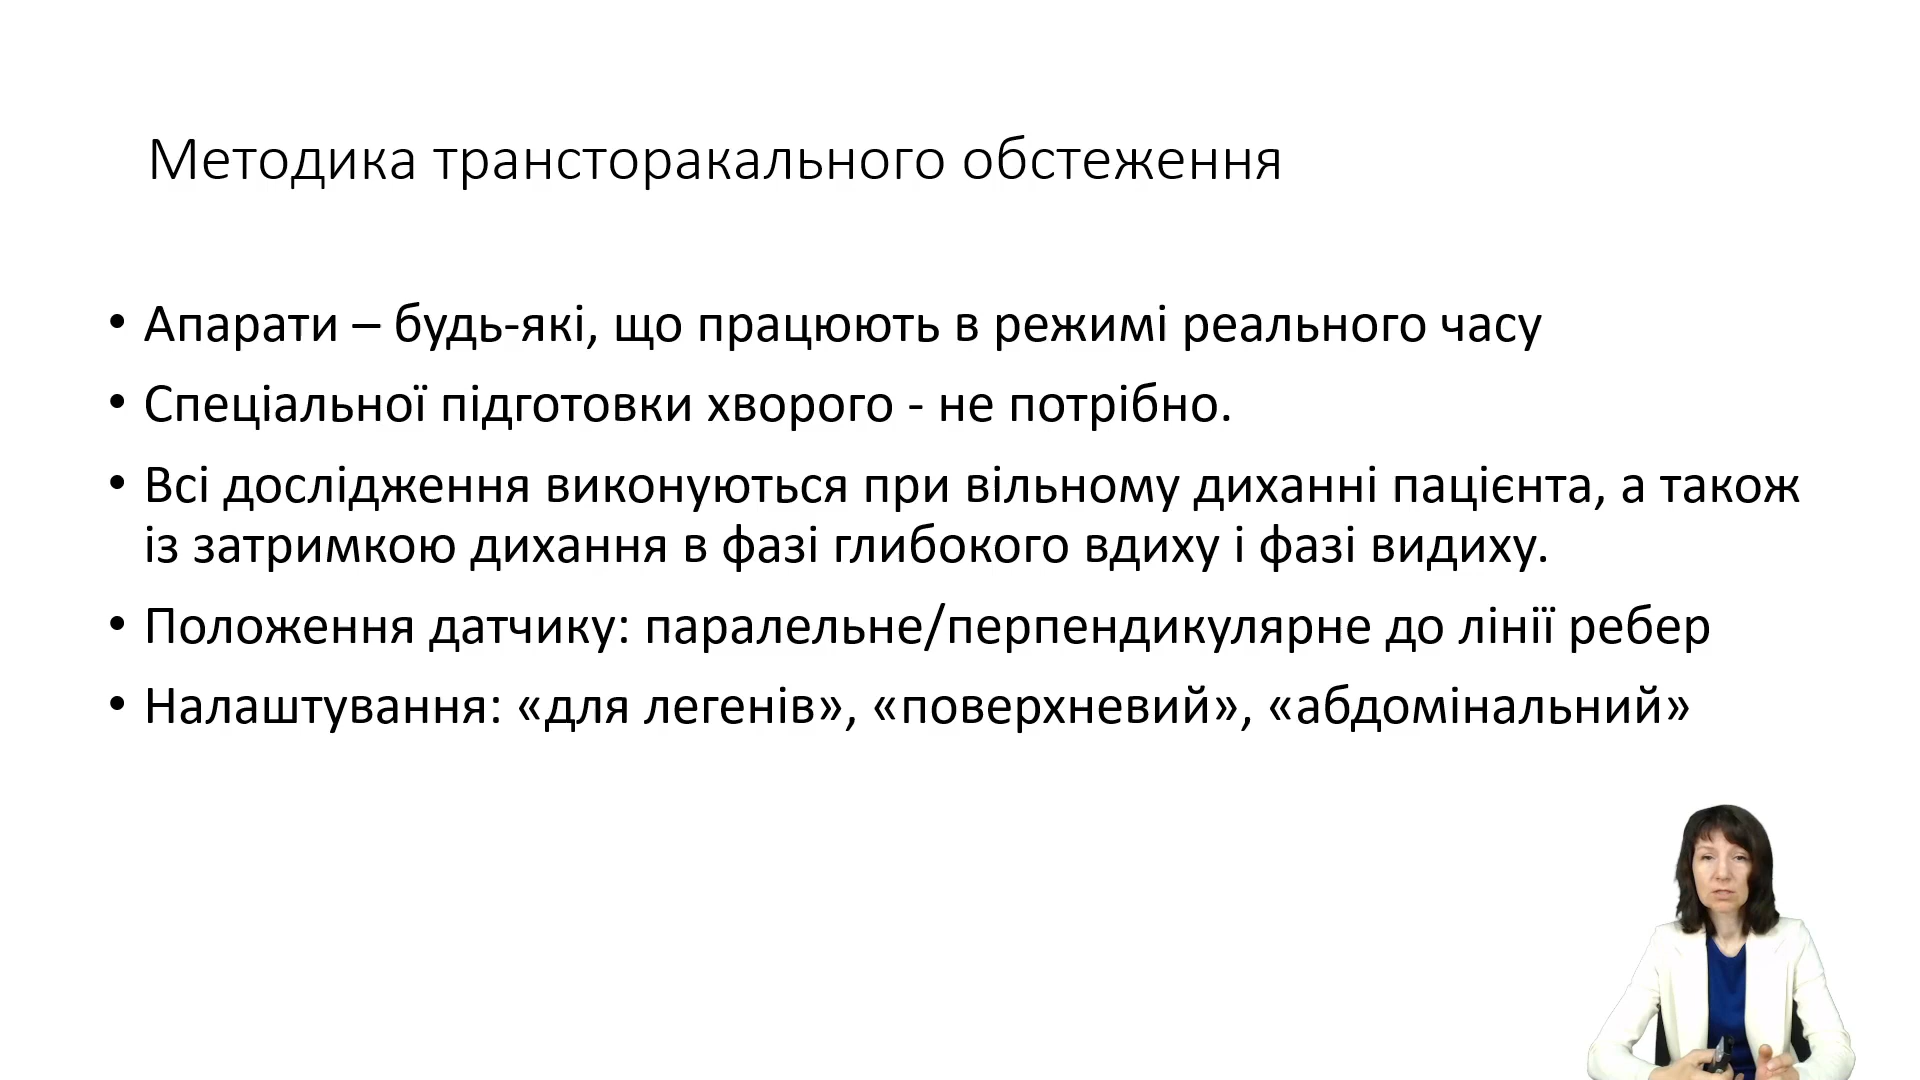 Методика трансторакального обстеження
• Апарати – будь-які, що працюють в режимі реального часу
• Спеціальної підготовки хворого - не потрібно.
• Всі дослідження виконуються при вільному диханні пацієнта, а також
із затримкою дихання в фазі глибокого вдиху і фазі видиху.
• Положення датчику: паралельне/перпендикулярне до лінії ребер
• Налаштування: «для легенів», «поверхневий», «абдомінальний»